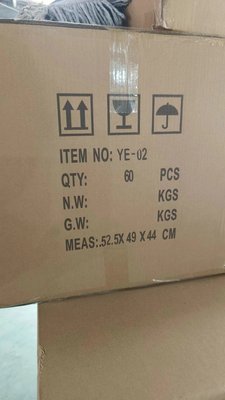 ITEM NO: YE-02
QTY: 60 PCS
N.W: KGS
G.W: KGS
MEAS:.52.5X 49 X 44 CM